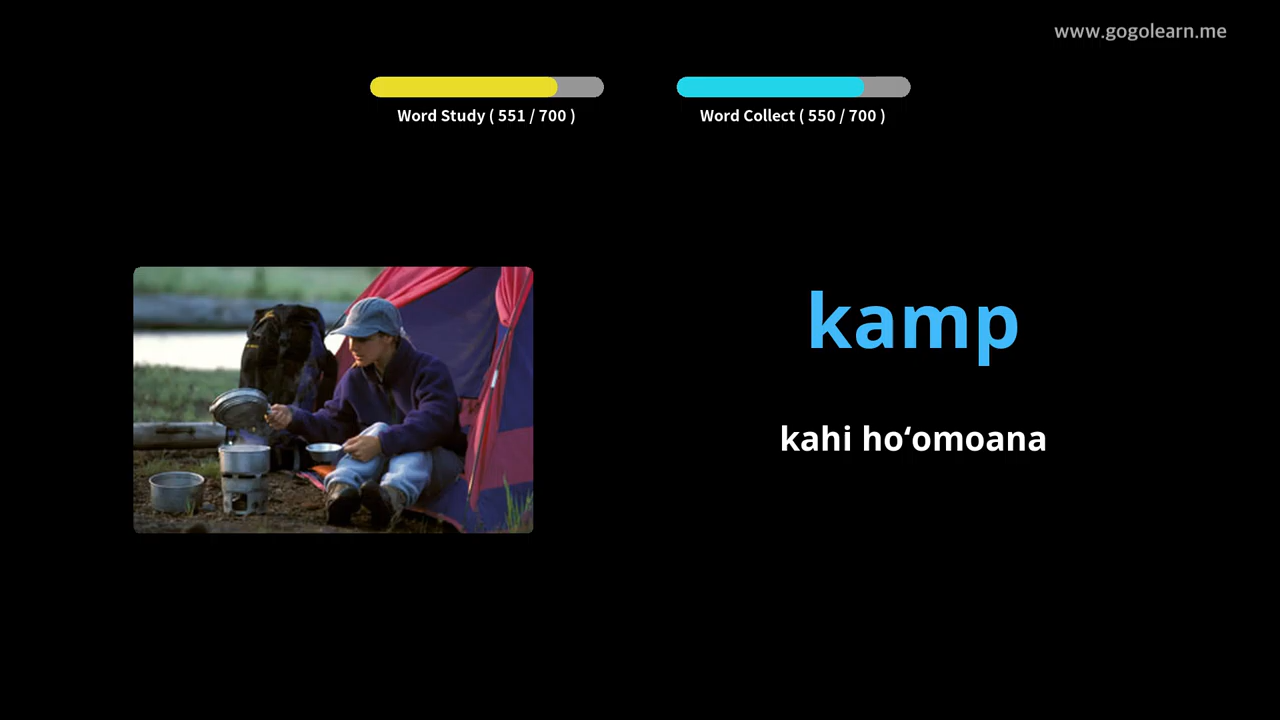 www.gogolearn.me
Word Study ( 551 / 700 )
Word Collect ( 550 / 700 )
kamp
kahi hoʻomoana